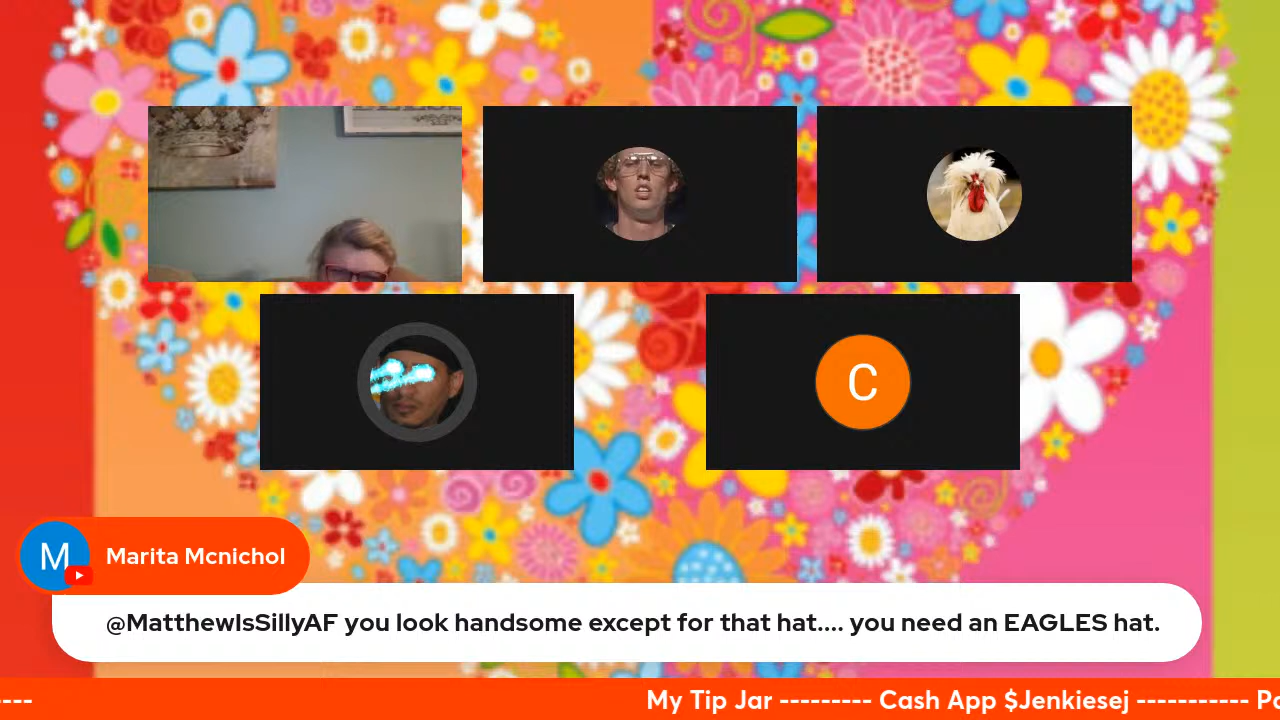 C
M
Marita Mcnichol
@MatthewIsSillyAF you look handsome except for that hat.... you need an EAGLES hat.
---- My Tip Jar --------- Cash App $Jenkiesej -----------